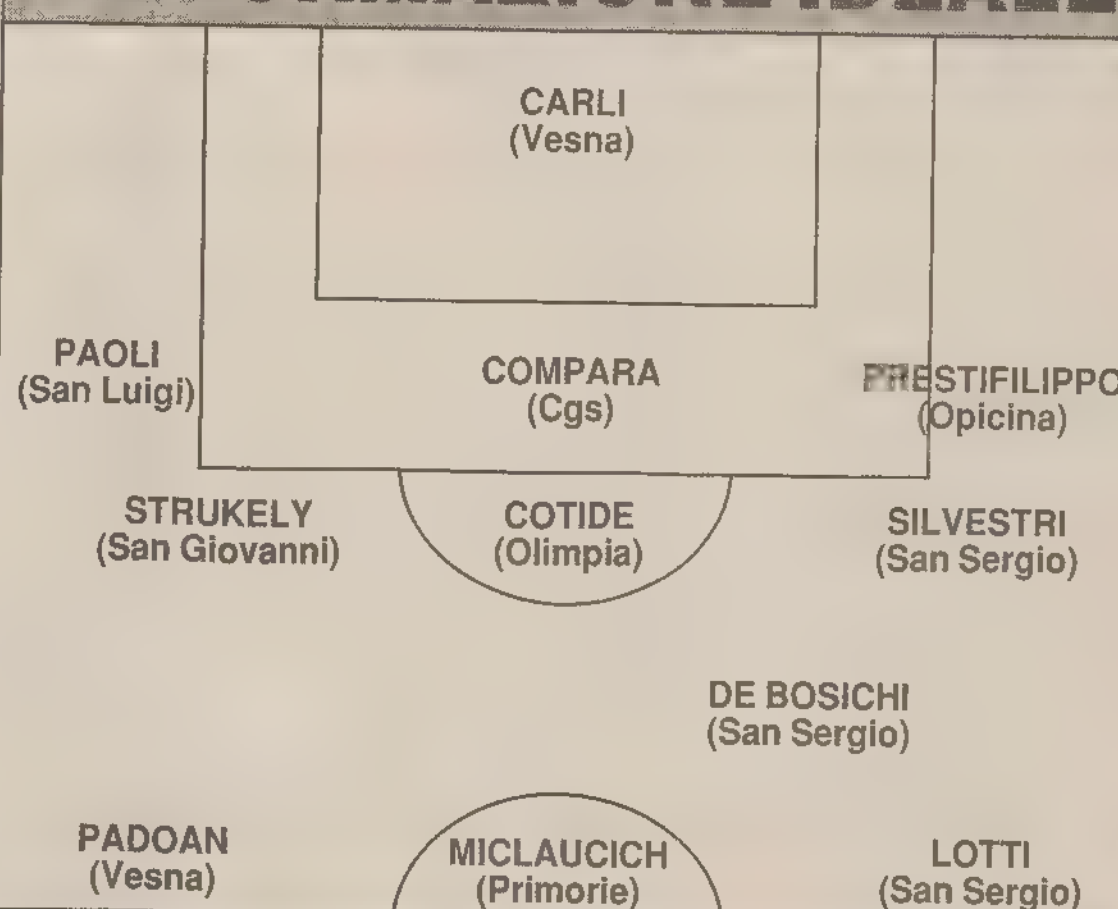 CARLI
(Vesna)
PAOLI
(San Luigi)
COMPARA
(Cgs)
PRESTIFILIPPO
(Opicina)
STRUKELY
(San Giovanni)
COTIDE
(Olimpia)
SILVESTRI
(San Sergio)
DE BOSICHI
(San Sergio)
PADOAN
(Vesna)
MICLAUCICH
(Primorie)
LOTTI
(San Sergio)